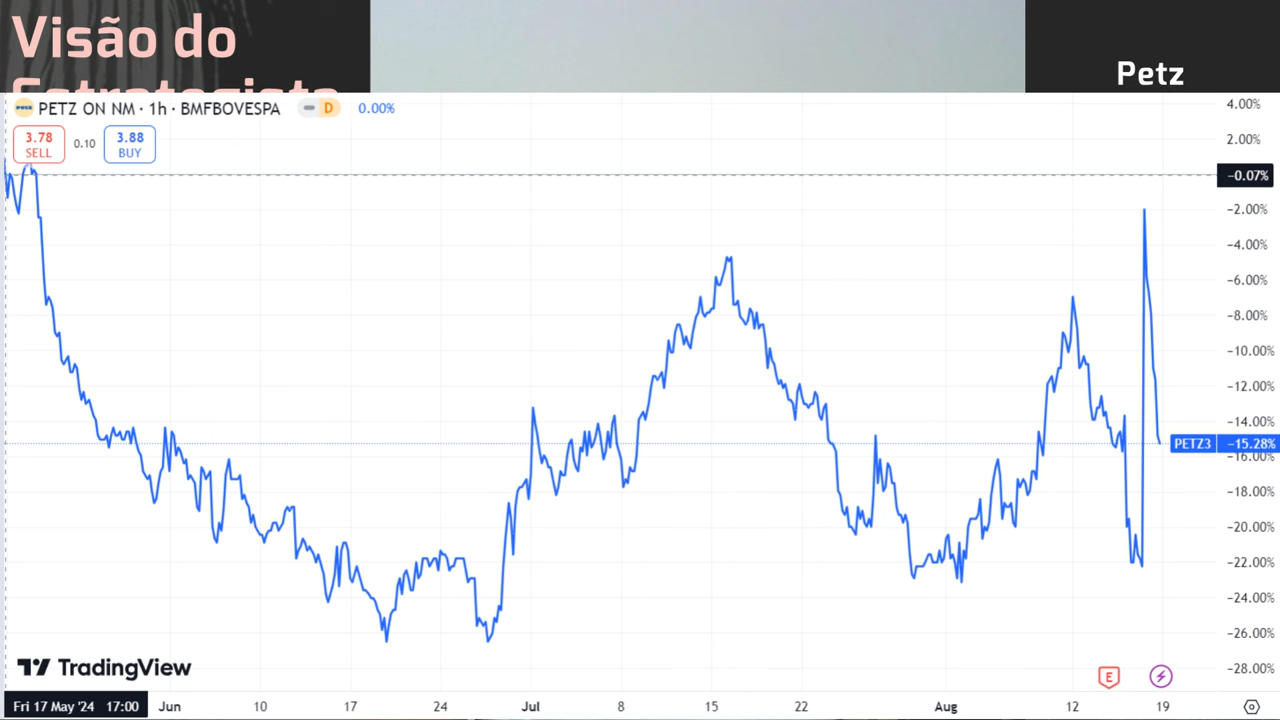 Visão do
Estrategista
Petz
PETZ ON NM · 1h · BMFBOVESPA
D
0.00%
3.78
SELL
0.10
3.88
BUY
4.00%
2.00%
−0.07%
−2.00%
−4.00%
−6.00%
−8.00%
−10.00%
−12.00%
−14.00%
PETZ3 −15.28%
−16.00%
−18.00%
−20.00%
−22.00%
−24.00%
−26.00%
−28.00%
E
TradingView
Fri 17 May '24 17:00
Jun
10
17
24
Jul
8
15
22
Aug
12
19